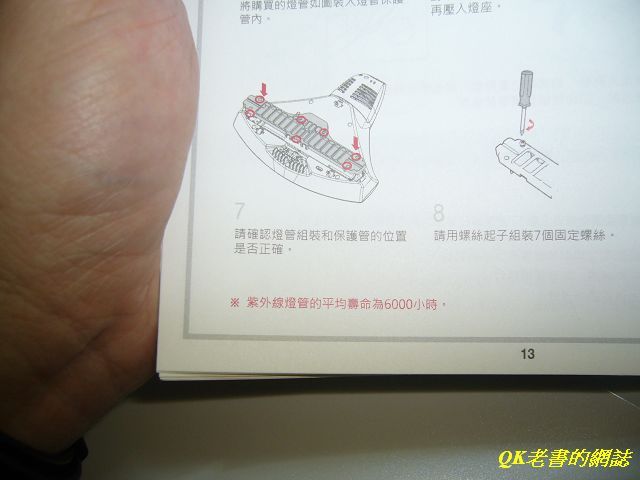 將購買的燈管如圖裝入燈管保護
管內。
再壓入燈座。
7
請確認燈管組裝和保護管的位置
是否正確。
8
請用螺絲起子組裝7個固定螺絲。
※ 紫外線燈管的平均壽命為6000小時。
13
QK老書的網誌